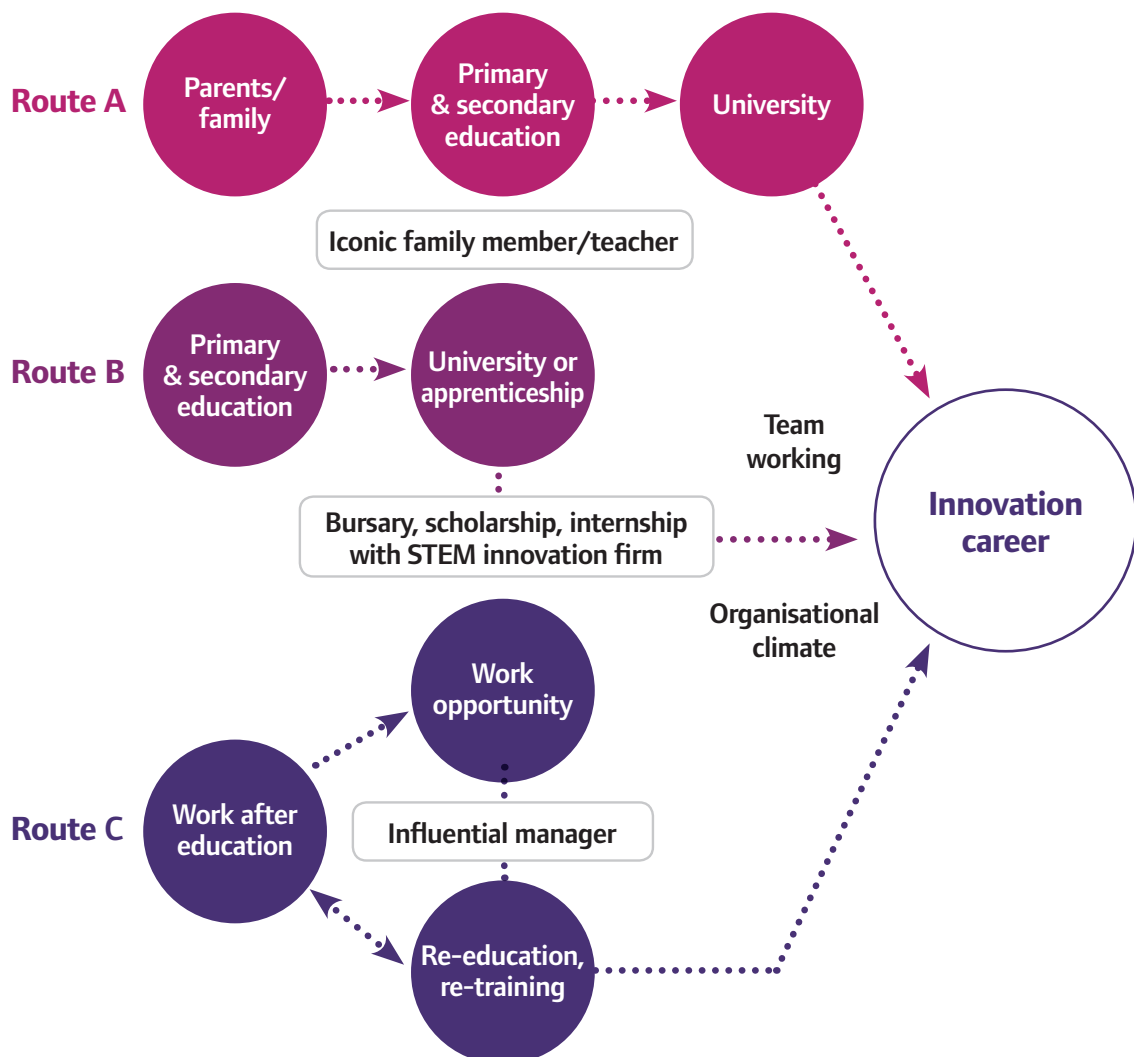 Route A
Parents/
family
Primary
& secondary
education
University
Iconic family member/teacher
Route B
Primary
& secondary
education
University or
apprenticeship
Team
working
Bursary, scholarship, internship
with STEM innovation firm
Innovation
career
Organisational
climate
Work
opportunity
Route C
Work after
education
Influential manager
Re-education,
re-training